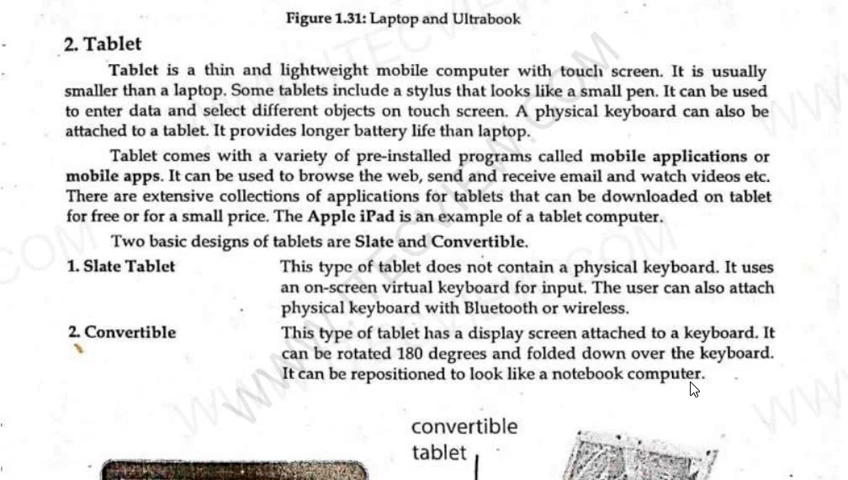 Figure 1.31: Laptop and Ultrabook
2. Tablet
Tablet is a thin and lightweight mobile computer with touch screen. It is usually
smaller than a laptop. Some tablets include a stylus that looks like a small pen. It can be used
to enter data and select different objects on touch screen. A physical keyboard can also be
attached to a tablet. It provides longer battery life than laptop.
Tablet comes with a variety of pre-installed programs called mobile applications or
mobile apps. It can be used to browse the web, send and receive email and watch videos etc.
There are extensive collections of applications for tablets that can be downloaded on tablet
for free or for a small price. The Apple iPad is an example of a tablet computer.
Two basic designs of tablets are Slate and Convertible.
1. Slate Tablet This type of tablet does not contain a physical keyboard. It uses
an on-screen virtual keyboard for input. The user can also attach
physical keyboard with Bluetooth or wireless.
2. Convertible This type of tablet has a display screen attached to a keyboard. It
can be rotated 180 degrees and folded down over the keyboard.
It can be repositioned to look like a notebook computer.
convertible
tablet